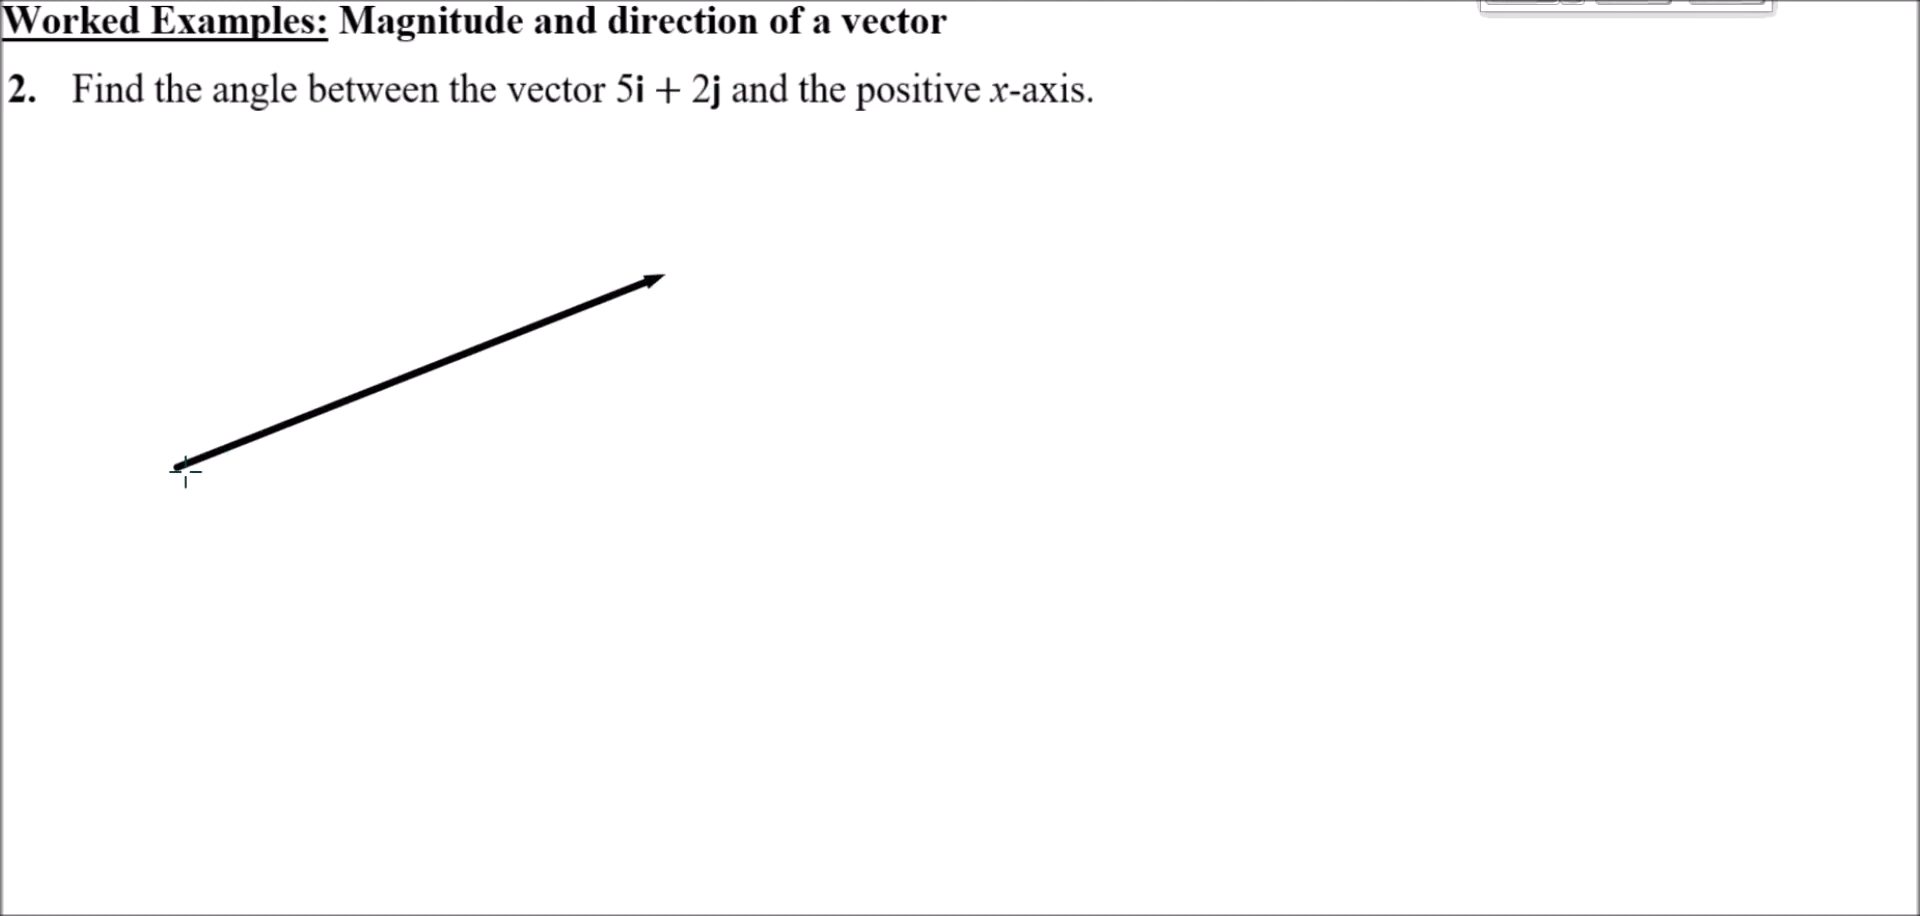 Worked Examples: Magnitude and direction of a vector
2. Find the angle between the vector 5i + 2j and the positive x-axis.